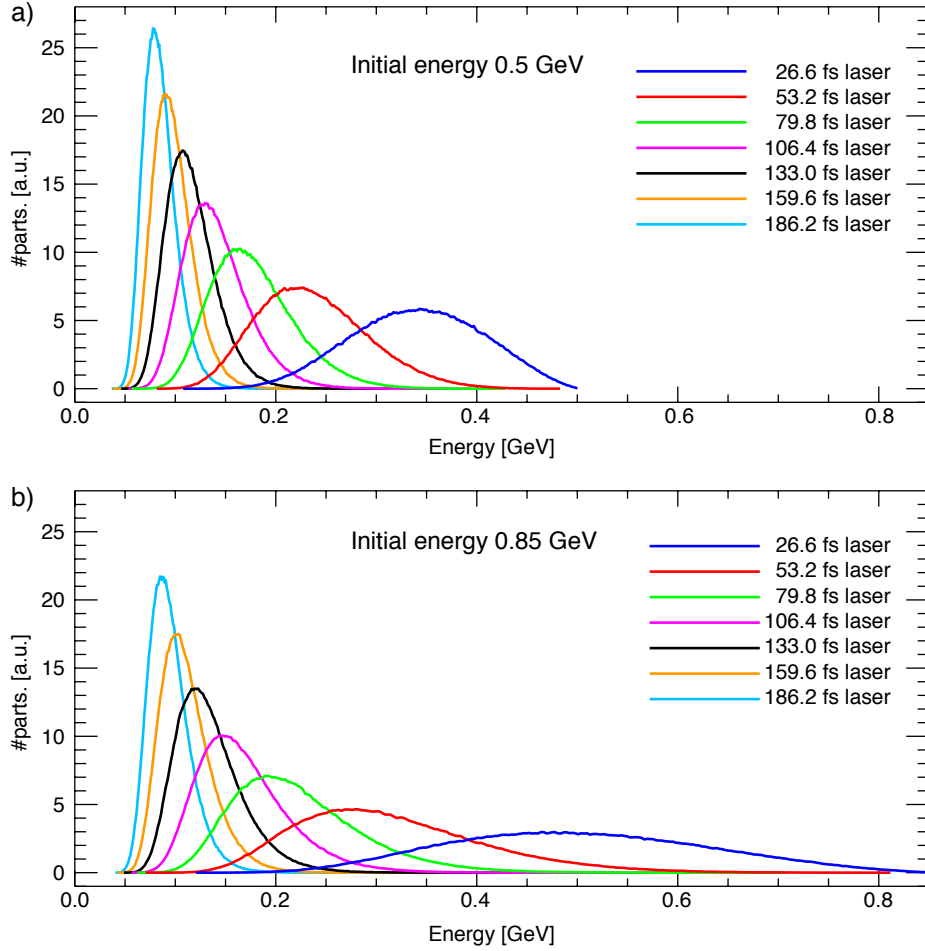 a)
25
20
15
10
5
0
#parts. [a.u.]
Initial energy 0.5 GeV
26.6 fs laser
53.2 fs laser
79.8 fs laser
106.4 fs laser
133.0 fs laser
159.6 fs laser
186.2 fs laser
0.0 0.2 0.4 0.6 0.8
Energy [GeV]
b)
25
20
15
10
5
0
#parts. [a.u.]
Initial energy 0.85 GeV
26.6 fs laser
53.2 fs laser
79.8 fs laser
106.4 fs laser
133.0 fs laser
159.6 fs laser
186.2 fs laser
0.0 0.2 0.4 0.6 0.8
Energy [GeV]